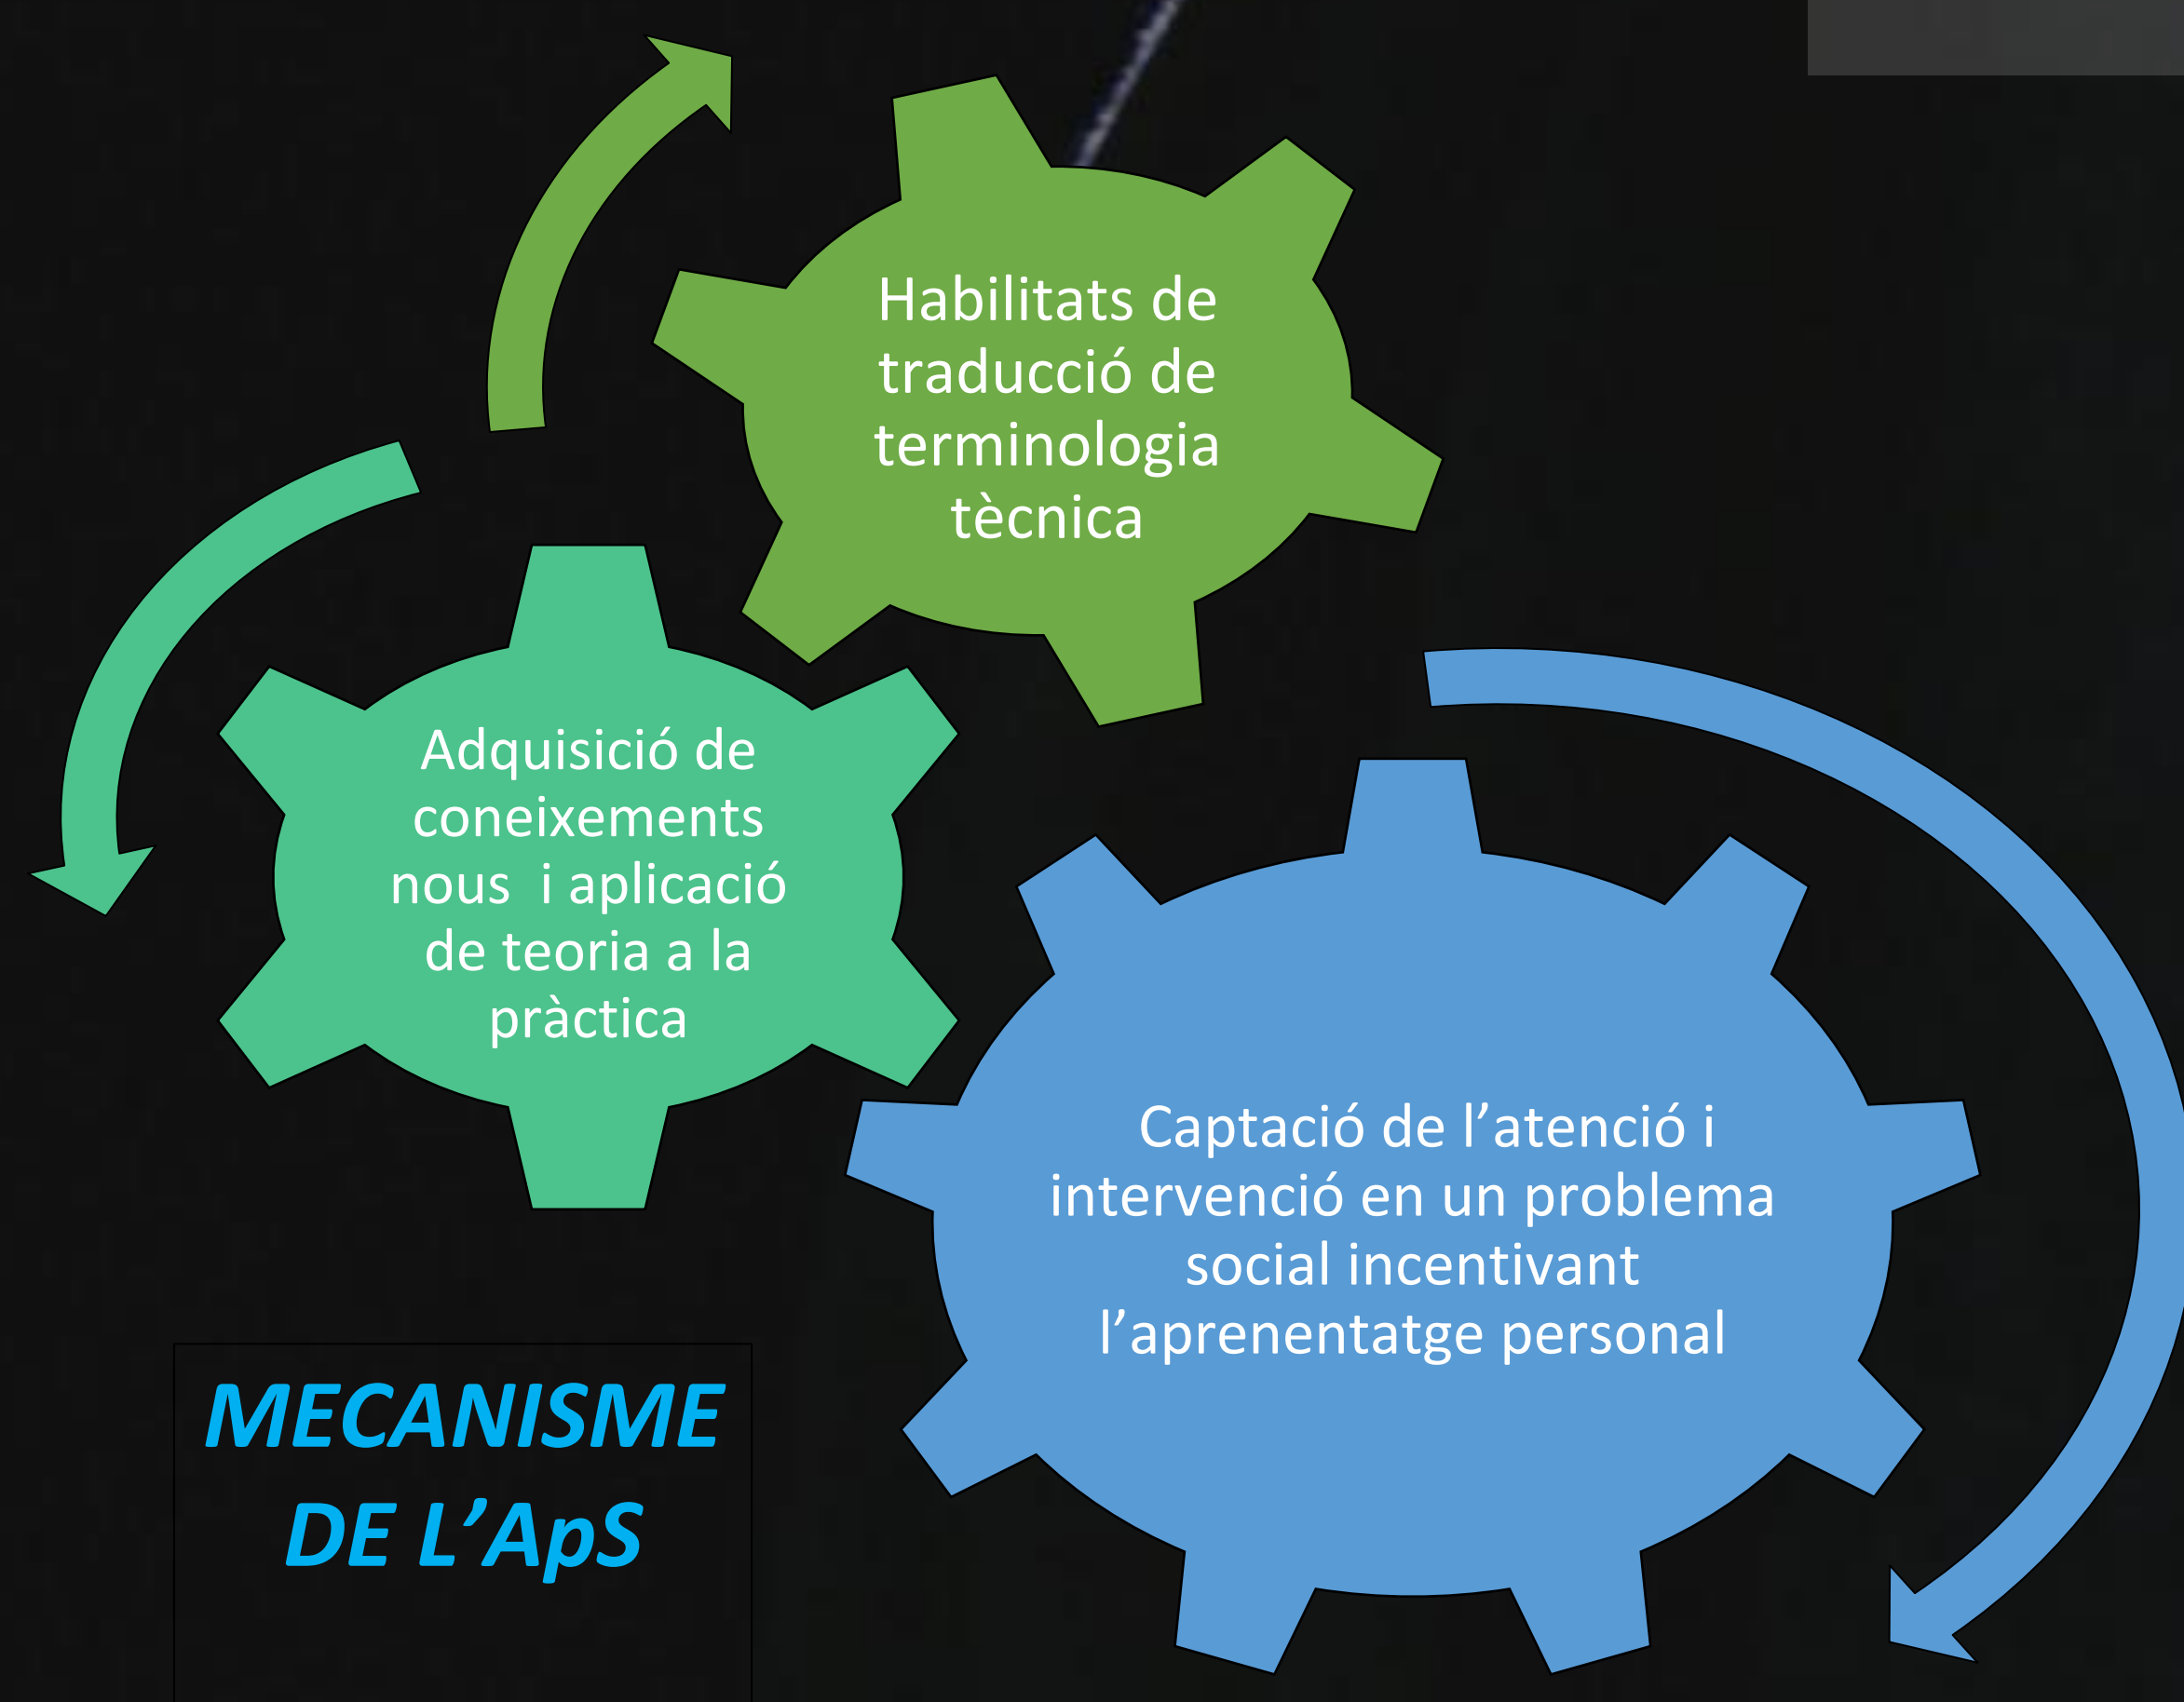 Habilitats de
traducció de
terminologia
tècnica
Adquisició de
coneixements
nous  i aplicació
de teoria a la
pràctica
Captació de l’atenció i
intervenció en un problema
social incentivant
l’aprenentatge personal
MECANISME
DE L’ApS